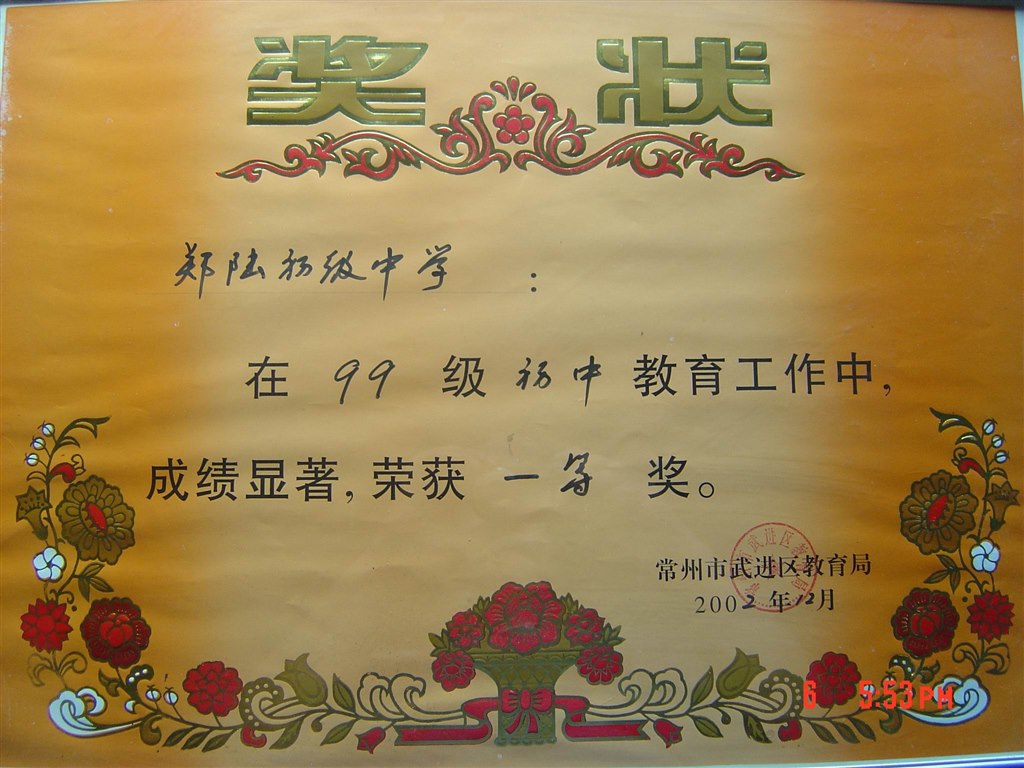 奖 状
郑陆初级中学：
在 99 级 初中 教育工作中，
成绩显著，荣获 一等 奖。
常州市武进区教育局
2002年12月
6 5:53PM